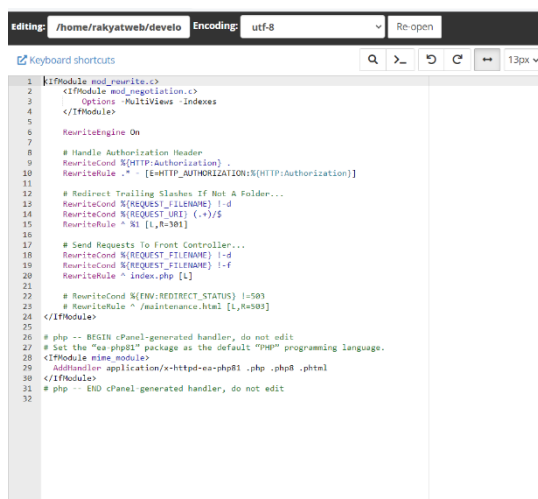 Editing: /home/rakyatweb/develo Encoding: utf-8 Re-open
Keyboard shortcuts 13px
1 <IfModule mod_rewrite.c>
2 <IfModule mod_negotiation.c>
3 Options -MultiViews -Indexes
4 </IfModule>
5
6 RewriteEngine On
7
8 # Handle Authorization Header
9 RewriteCond %{HTTP:Authorization} .
10 RewriteRule .* - [E=HTTP_AUTHORIZATION:%{HTTP:Authorization}]
11
12 # Redirect Trailing Slashes If Not A Folder...
13 RewriteCond %{REQUEST_FILENAME} !-d
14 RewriteCond %{REQUEST_URI} (.+)/$
15 RewriteRule ^ %1 [L,R=301]
16
17 # Send Requests To Front Controller...
18 RewriteCond %{REQUEST_FILENAME} !-d
19 RewriteCond %{REQUEST_FILENAME} !-f
20 RewriteRule ^ index.php [L]
21
22 # RewriteCond %{ENV:REDIRECT_STATUS} !=503
23 # RewriteRule ^ /maintenance.html [L,R=503]
24 </IfModule>
25
26 # php -- BEGIN cPanel-generated handler, do not edit
27 # Set the “ea-php81” package as the default “PHP” programming language.
28 <IfModule mime_module>
29 AddHandler application/x-httpd-ea-php81 .php .php8 .phtml
30 </IfModule>
31 # php -- END cPanel-generated handler, do not edit
32